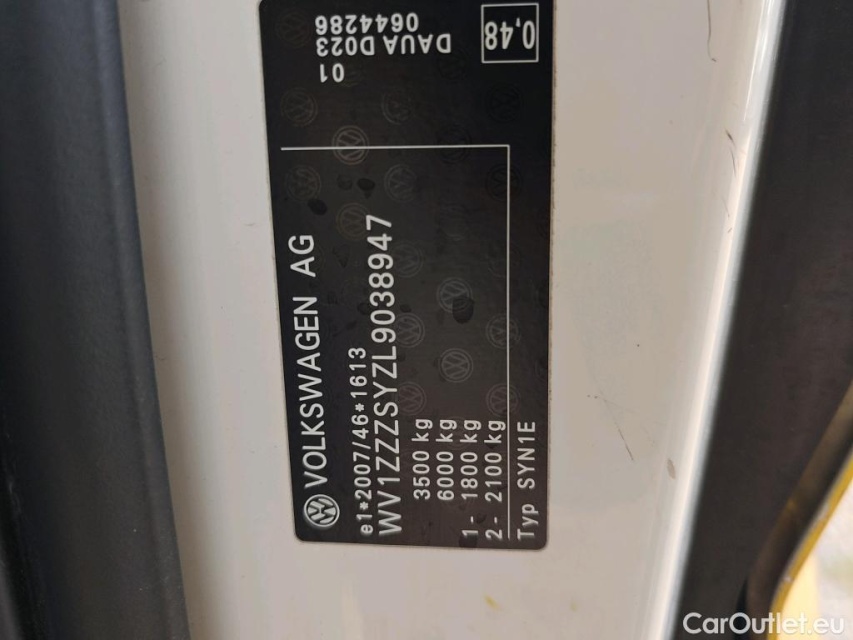 VOLKSWAGEN AG
e1*2007/46*1613
WV1ZZZSYZL9038947
3500 kg
6000 kg
1- 1800 kg
2- 2100 kg
Typ SYN1E
01
0644286
DAUA D023
0,48
CarOutlet.eu